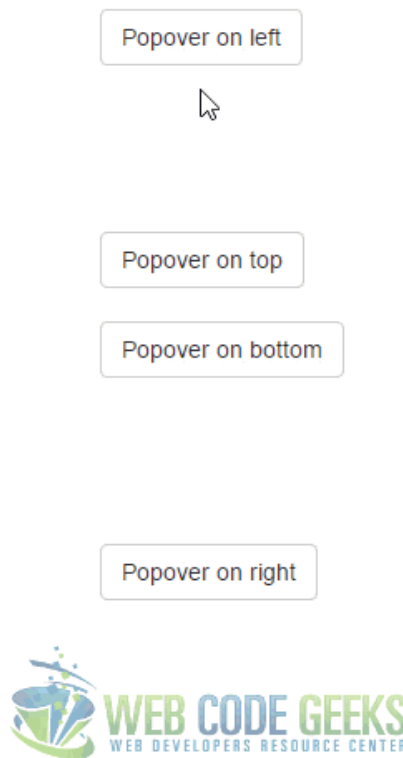 Popover on left
Popover on top
Popover on bottom
Popover on right
WEB CODE GEEKS
WEB DEVELOPERS RESOURCE CENTER